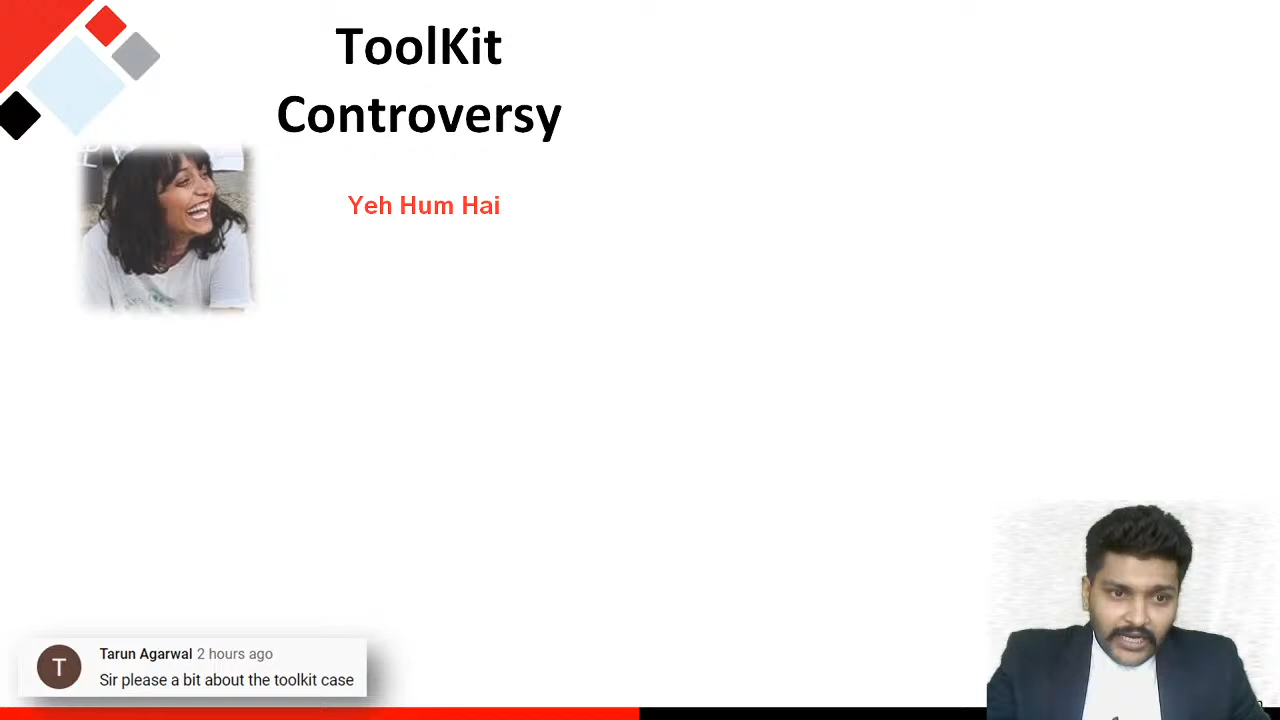 ToolKit
Controversy
Yeh Hum Hai
T
Tarun Agarwal 2 hours ago
Sir please a bit about the toolkit case